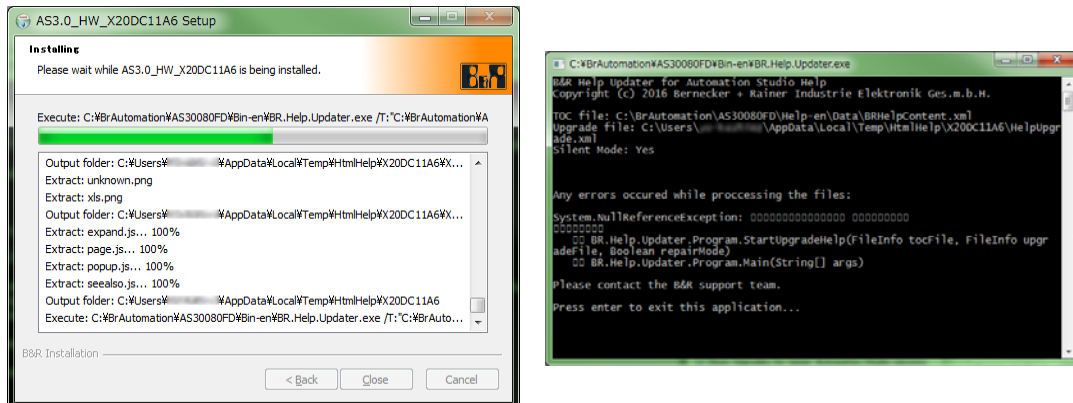 AS3.0_HW_X20DC11A6 Setup
Installing
Please wait while AS3.0_HW_X20DC11A6 is being installed.
B&R
Execute: C:¥BrAutomation¥AS30080FD¥Bin-en¥BR.Help.Updater.exe /T:"C:¥BrAutomation¥A
Output folder: C:¥Users¥ ¥AppData¥Local¥Temp¥HtmlHelp¥X20DC11A6¥X...
Extract: unknown.png
Extract: xls.png
Output folder: C:¥Users¥ ¥AppData¥Local¥Temp¥HtmlHelp¥X20DC11A6¥X...
Extract: expand.js... 100%
Extract: page.js... 100%
Extract: popup.js... 100%
Extract: seealso.js... 100%
Output folder: C:¥Users¥ ¥AppData¥Local¥Temp¥HtmlHelp¥X20DC11A6
Execute: C:¥BrAutomation¥AS30080FD¥Bin-en¥BR.Help.Updater.exe /T:"C:¥BrAuto...
B&R Installation
< Back
Close
Cancel
C:¥BrAutomation¥AS30080FD¥Bin-en¥BR.Help.Updater.exe
B&R Help Updater for Automation Studio Help
Copyright (c) 2016 Bernecker + Rainer Industrie Elektronik Ges.m.b.H.
TOC file: C:\BrAutomation\AS30080FD\Help-en\Data\BRHelpContent.xml
Upgrade file: C:\Users\ \AppData\Local\Temp\HtmlHelp\X20DC11A6\HelpUpgr
ade.xml
Silent Mode: Yes
Any errors occured while proccessing the files:
System.NullReferenceException:
BR.Help.Updater.Program.StartUpgradeHelp(FileInfo tocFile, FileInfo upgr
adeFile, Boolean repairMode)
BR.Help.Updater.Program.Main(String[] args)
Please contact the B&R support team.
Press enter to exit this application...